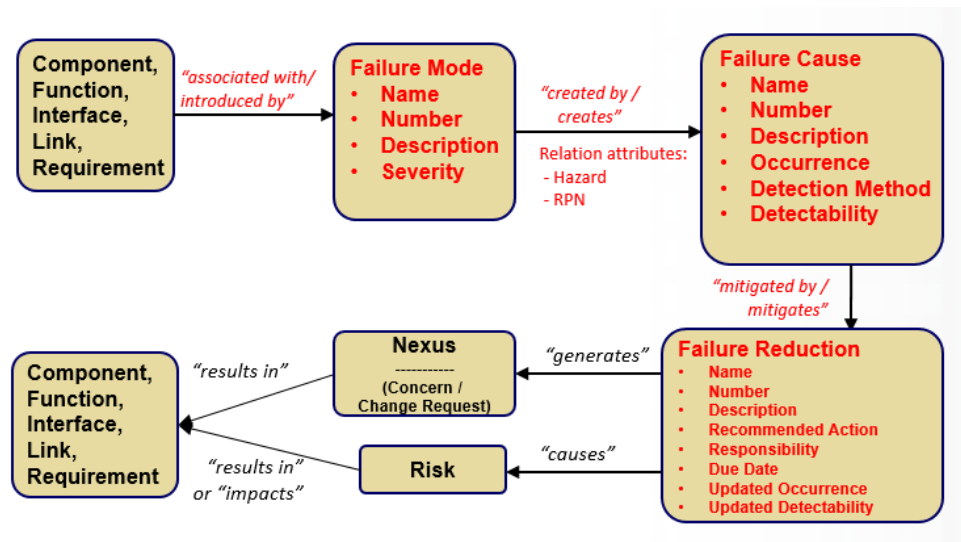 Component,
Function,
Interface,
Link,
Requirement
“associated with/
introduced by”
Failure Mode
• Name
• Number
• Description
• Severity
“created by /
creates”
Relation attributes:
- Hazard
- RPN
Failure Cause
• Name
• Number
• Description
• Occurrence
• Detection Method
• Detectability
“mitigated by /
mitigates”
Failure Reduction
• Name
• Number
• Description
• Recommended Action
• Responsibility
• Due Date
• Updated Occurrence
• Updated Detectability
“generates”
“causes”
Nexus
-----------
(Concern /
Change Request)
Risk
“results in”
“results in”
or “impacts”
Component,
Function,
Interface,
Link,
Requirement